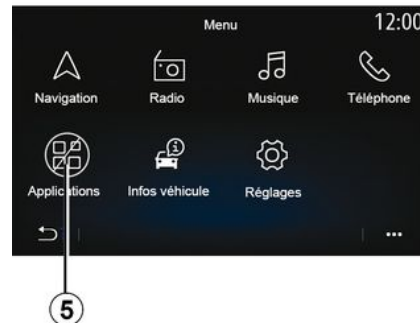 Menu 12:00
Navigation Radio Musique Téléphone
Applications Infos véhicule Réglages
5